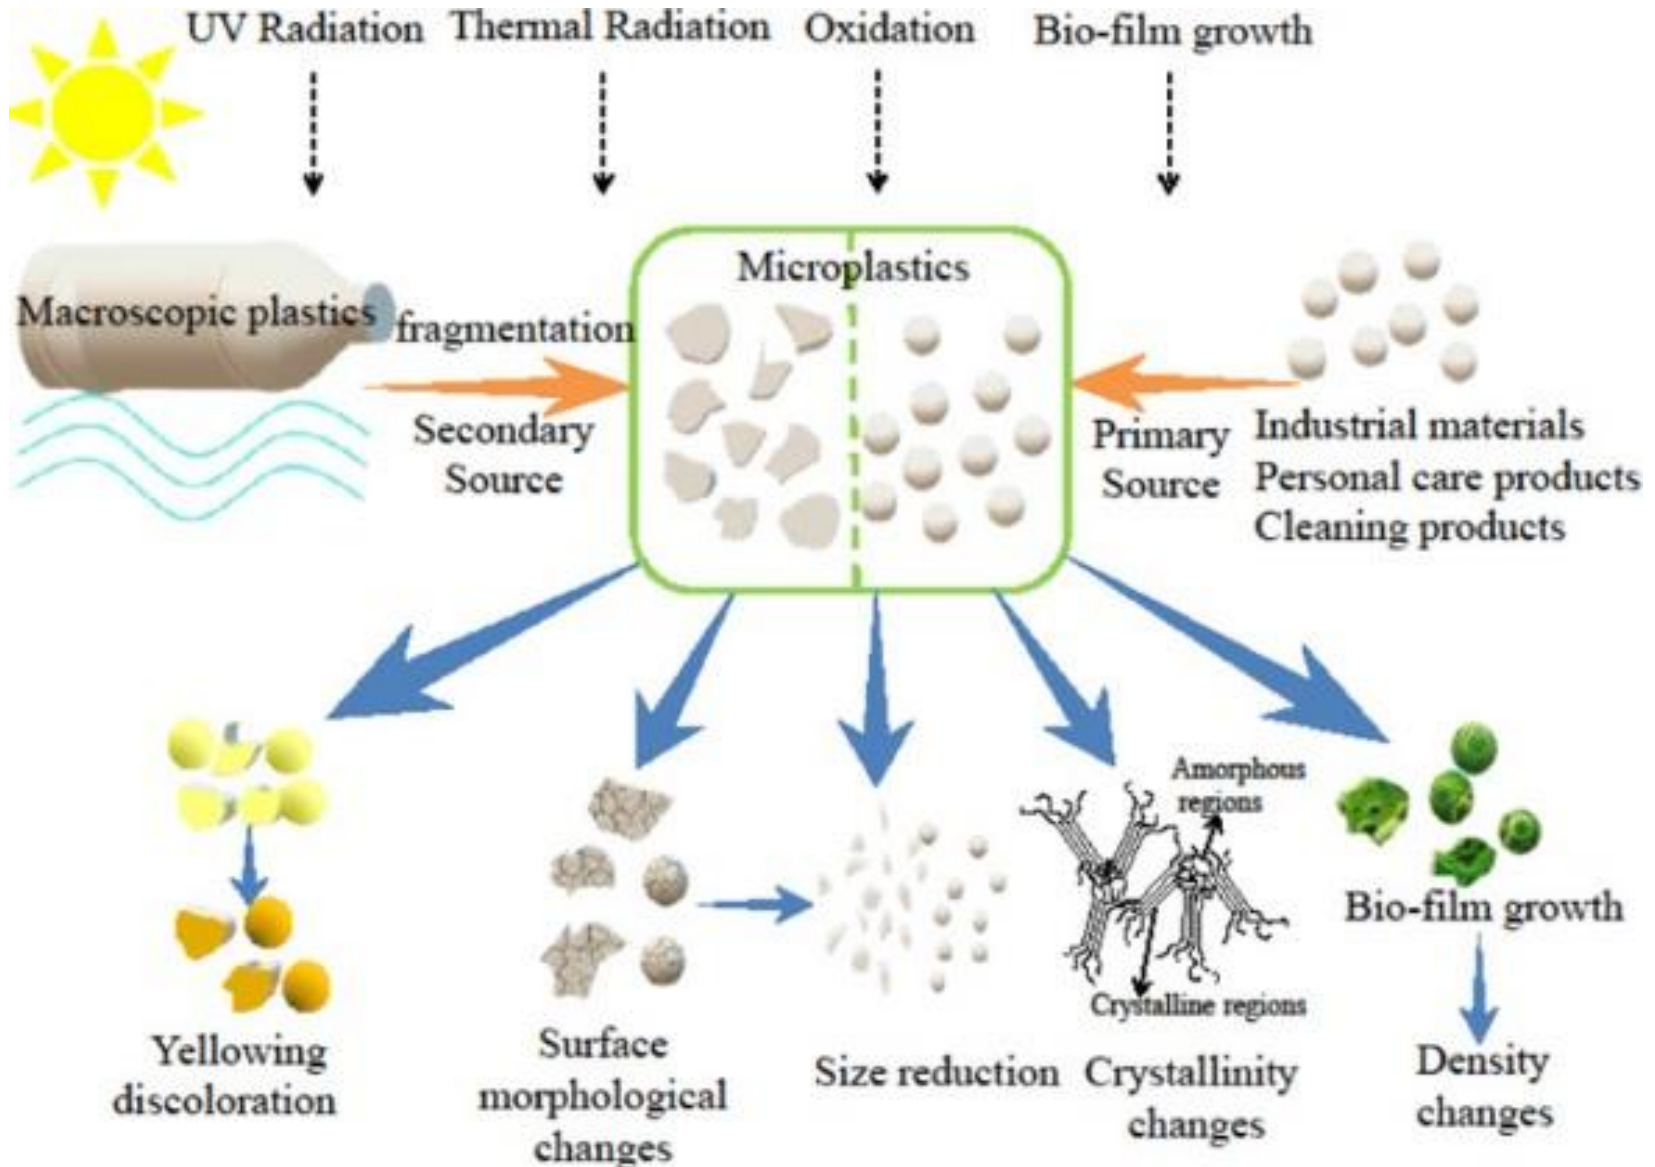 UV Radiation
Thermal Radiation
Oxidation
Bio-film growth
Macroscopic plastics
fragmentation
Secondary
Source
Microplastics
Primary
Source
Industrial materials
Personal care products
Cleaning products
Yellowing
discoloration
Surface
morphological
changes
Size reduction
Amorphous
regions
Crystalline regions
Crystallinity
changes
Bio-film growth
Density
changes